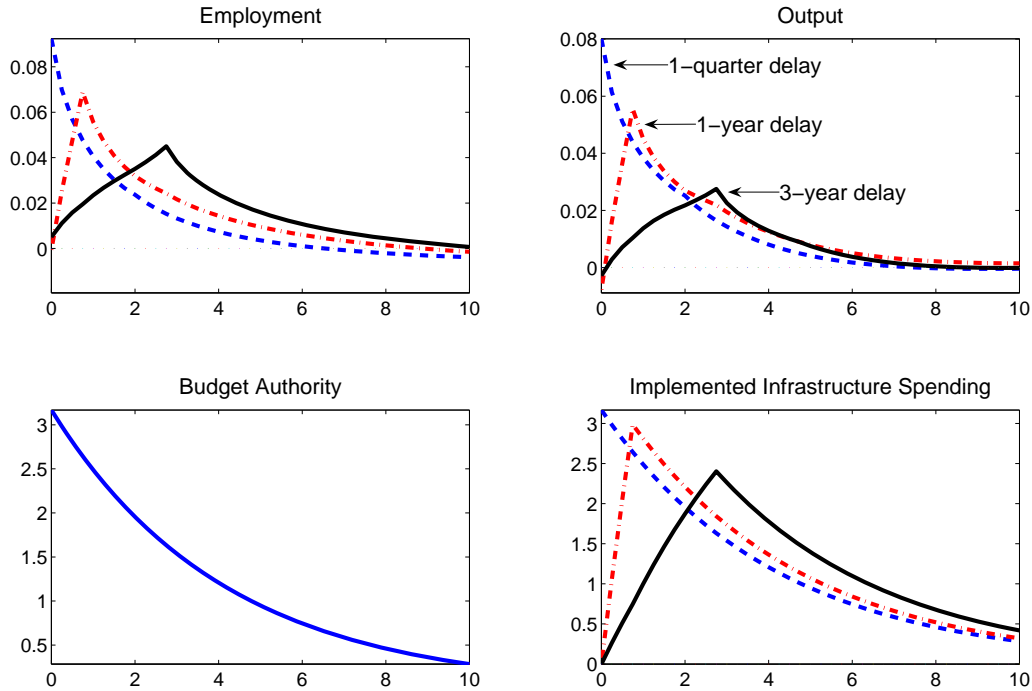 Employment
0.08
0.06
0.04
0.02
0
0 2 4 6 8 10
Output
0.08
0.06
0.04
0.02
0
0 2 4 6 8 10
1−quarter delay
1−year delay
3−year delay
Budget Authority
3
2.5
2
1.5
1
0.5
0 2 4 6 8 10
Implemented Infrastructure Spending
3
2.5
2
1.5
1
0.5
0
0 2 4 6 8 10